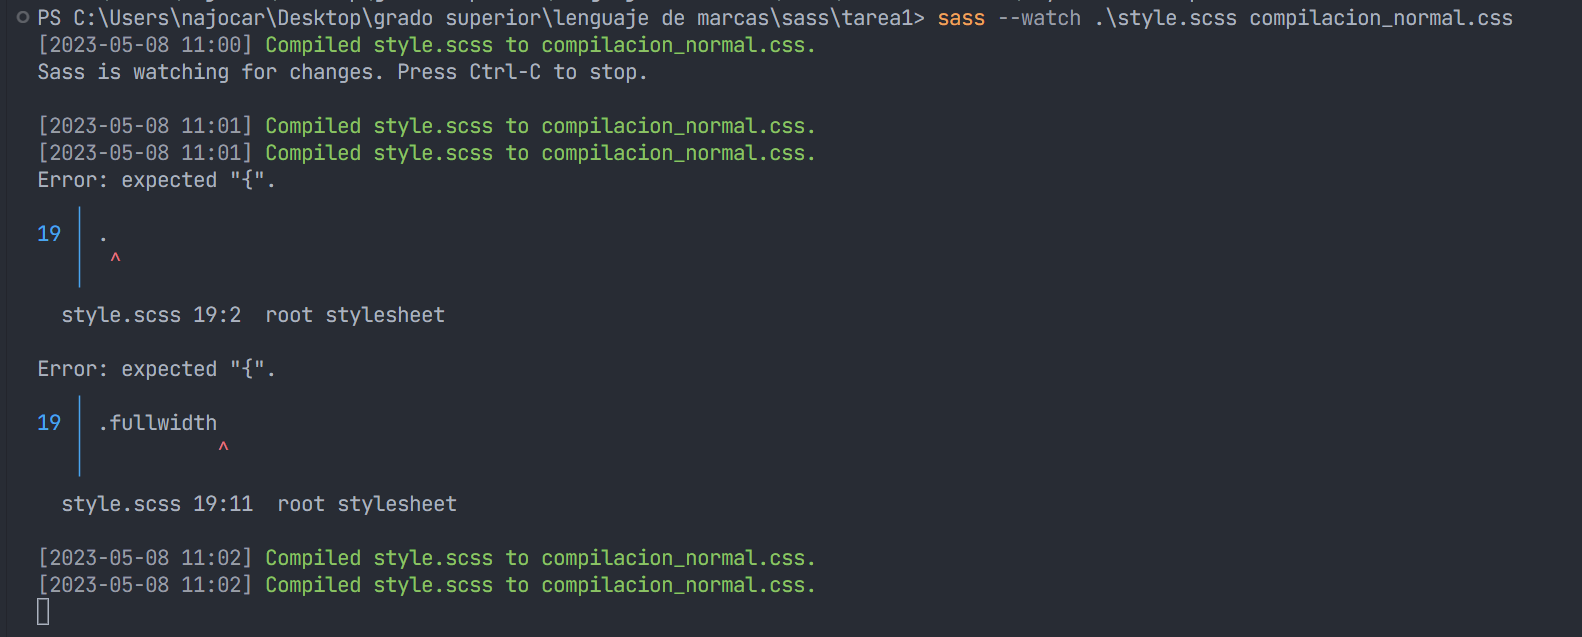 PS C:\Users\najocar\Desktop\grado superior\lenguaje de marcas\sass\tarea1> sass --watch .\style.scss compilacion_normal.css
[2023-05-08 11:00] Compiled style.scss to compilacion_normal.css.
Sass is watching for changes. Press Ctrl-C to stop.
[2023-05-08 11:01] Compiled style.scss to compilacion_normal.css.
[2023-05-08 11:01] Compiled style.scss to compilacion_normal.css.
Error: expected "{".
19 │ .
^
style.scss 19:2  root stylesheet
Error: expected "{".
19 │ .fullwidth
^
style.scss 19:11  root stylesheet
[2023-05-08 11:02] Compiled style.scss to compilacion_normal.css.
[2023-05-08 11:02] Compiled style.scss to compilacion_normal.css.